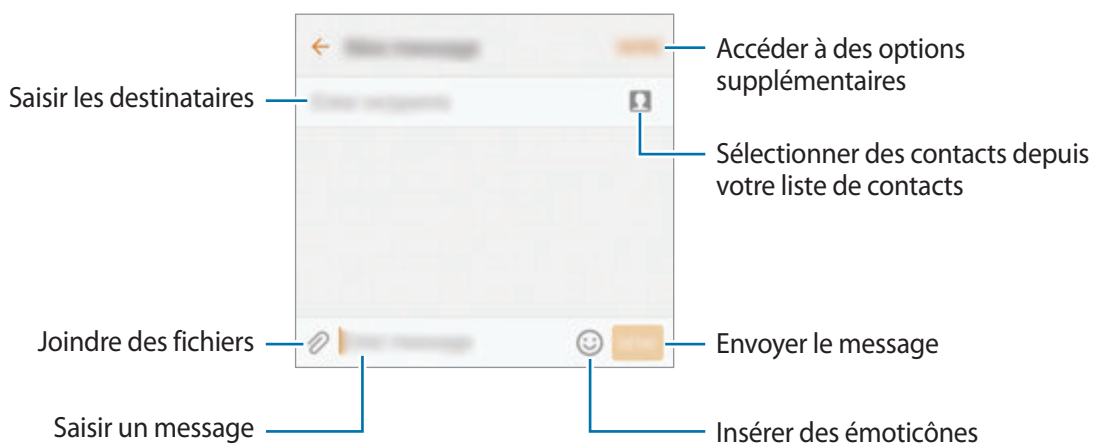 Accéder à des options
supplémentaires
Saisir les destinataires
Sélectionner des contacts depuis
votre liste de contacts
Joindre des fichiers
Envoyer le message
Saisir un message
Insérer des émoticônes